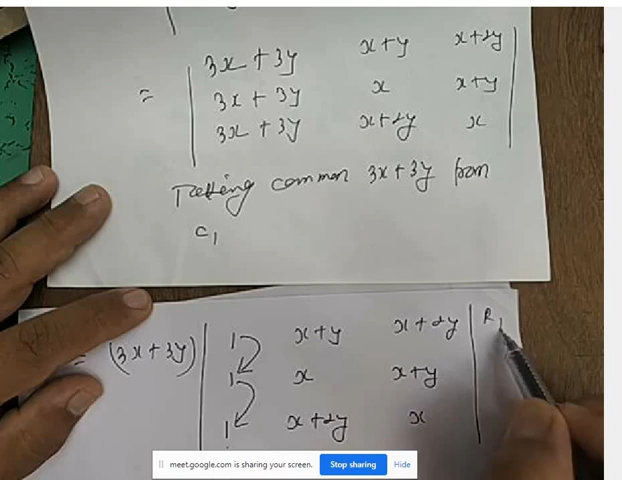 3x + 3y x+y x+2y
= 3x + 3y x x+y
3x + 3y x+2y x
Taking common 3x + 3y from
C1
1 x+y x+2y R1
= (3x+3y) 1 x x+y
1 x+2y x
meet.google.com is sharing your screen. Stop sharing Hide